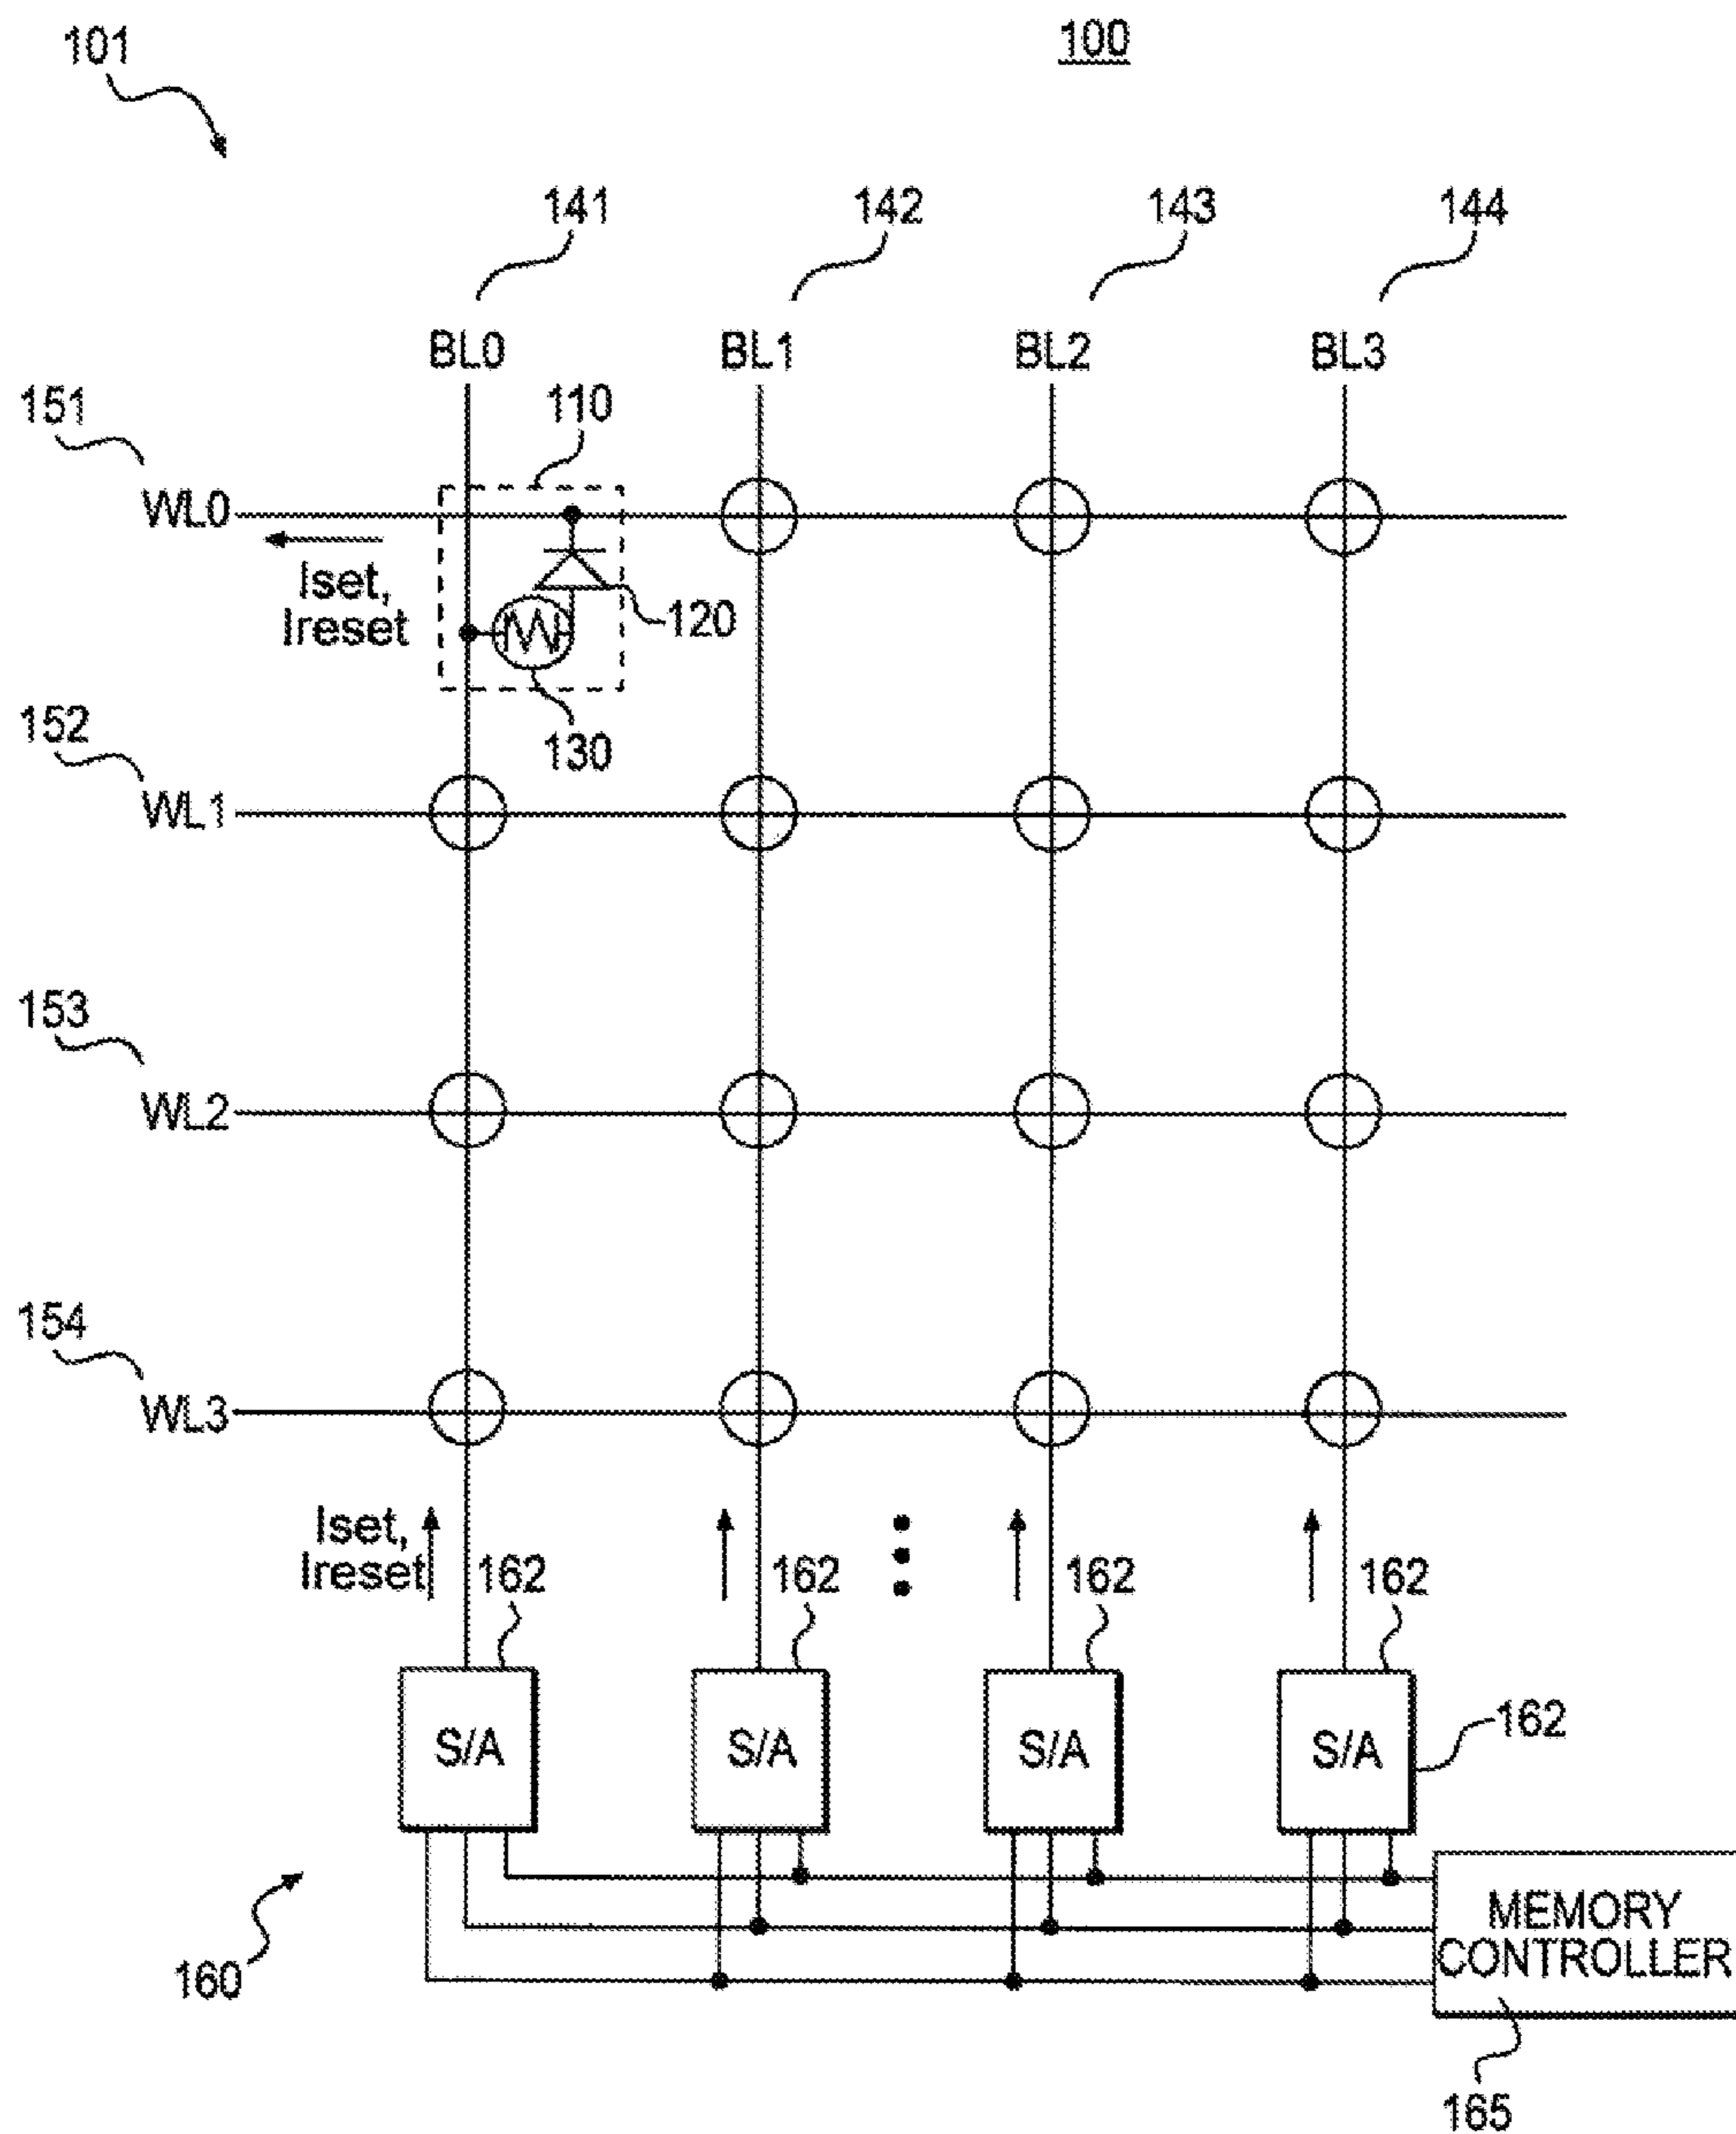 101
100
141
142
143
144
BL0
BL1
BL2
BL3
151
110
WL0
Iset,
Ireset
120
152
130
WL1
153
WL2
154
WL3
Iset,
Ireset
162
162
162
162
S/A
S/A
S/A
S/A
162
MEMORY
CONTROLLER
160
165